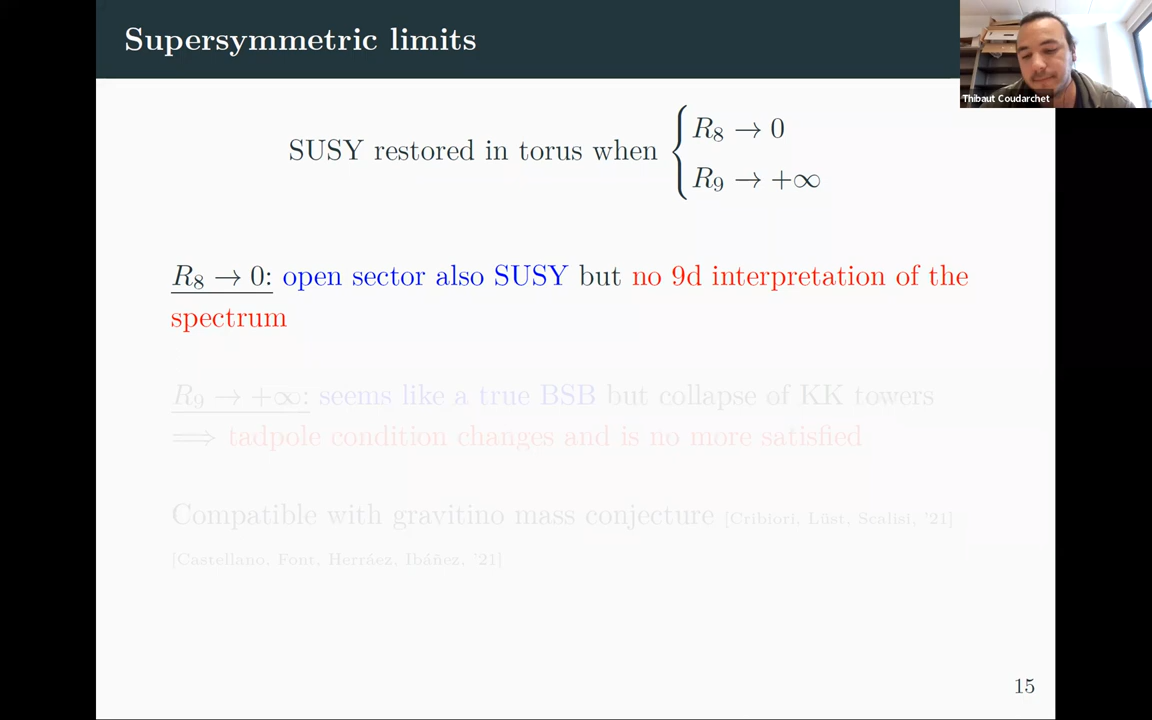 Supersymmetric limits
Thibaut Coudarchet
SUSY restored in torus when { R₈ → 0
R₉ → +∞
R₈ → 0: open sector also SUSY but no 9d interpretation of the
spectrum
R₉ → +∞: seems like a true BSB but collapse of KK towers
⟹ tadpole condition changes and is no more satisfied
Compatible with gravitino mass conjecture [Cribiori, Lüst, Scalisi, '21]
[Castellano, Font, Herráez, Ibáñez, '21]
15